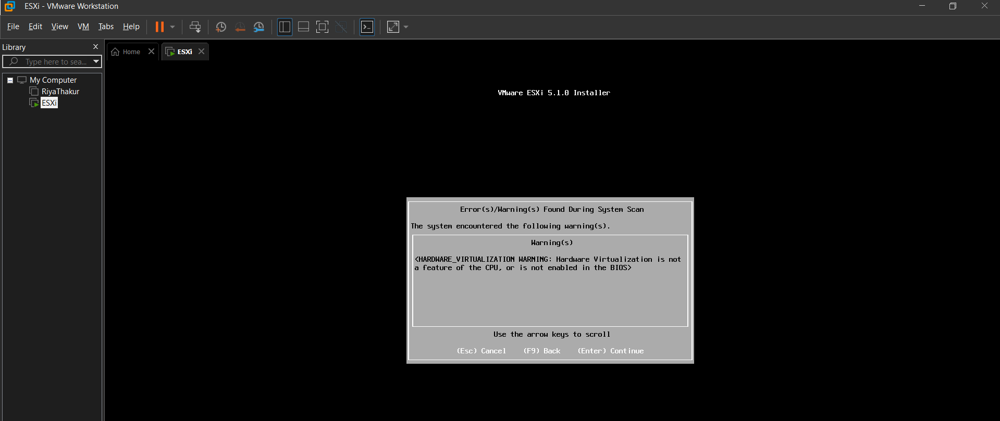 ESXi - VMware Workstation
File Edit View VM Tabs Help
Library
Type here to sea...
My Computer
RiyaThakur
ESXi
Home
ESXi
VMware ESXi 5.1.0 Installer
Error(s)/Warning(s) Found During System Scan
The system encountered the following warning(s).
Warning(s)
<HARDWARE_VIRTUALIZATION WARNING: Hardware Virtualization is not
a feature of the CPU, or is not enabled in the BIOS>
Use the arrow keys to scroll
(Esc) Cancel (F9) Back (Enter) Continue